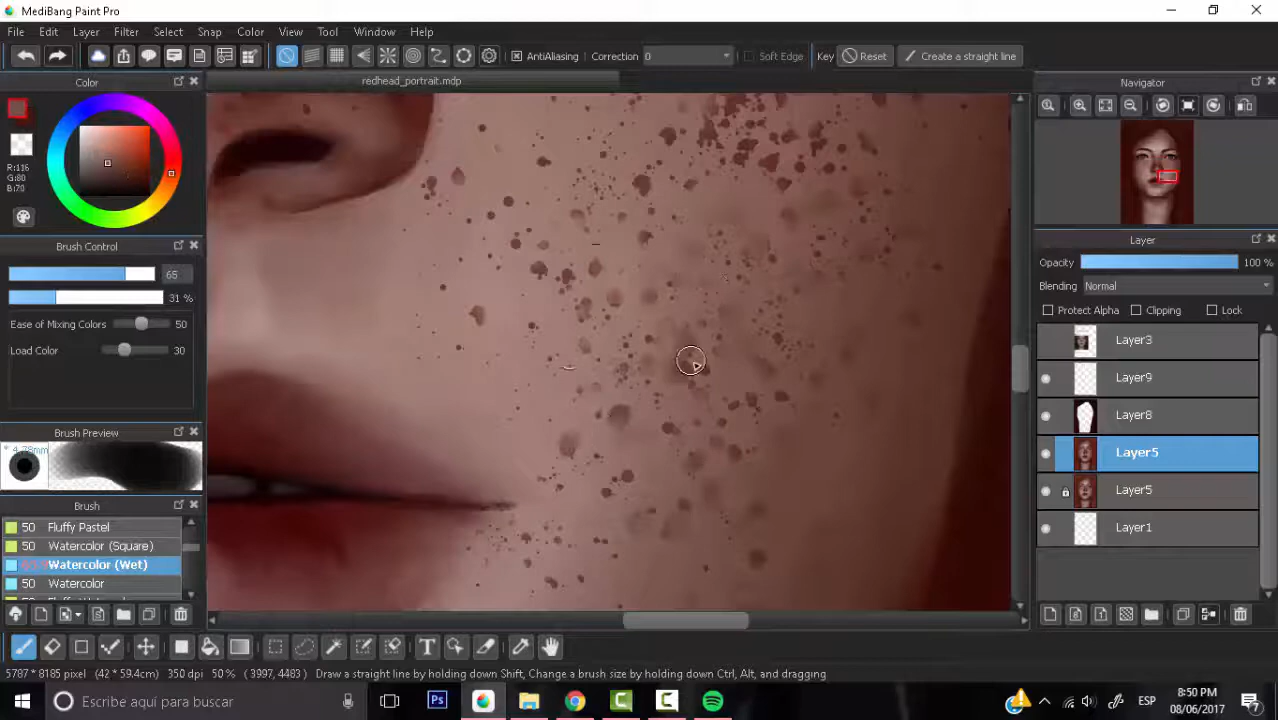 MediBang Paint Pro
File Edit Layer Filter Select Snap Color View Tool Window Help
AntiAliasing Correction 0 Soft Edge Key Reset Create a straight line
Color
redhead_portrait.mdp
Navigator
R:116
G:80
B:70
Brush Control
65
31 %
Ease of Mixing Colors 50
Load Color 30
Brush Preview
* 4.78mm
Brush
50 Fluffy Pastel
50 Watercolor (Square)
Watercolor (Wet)
50 Watercolor
Layer
Opacity 100 %
Blending Normal
Protect Alpha Clipping Lock
Layer3
Layer9
Layer8
Layer5
Layer5
Layer1
5787 * 8185 pixel (42 * 59.4cm) 350 dpi 50 % ( 3997, 4483 ) Draw a straight line by holding down Shift, Change a brush size by holding down Ctrl, Alt, and dragging
Escribe aquí para buscar
Ps
ESP
8:50 PM
08/06/2017
7